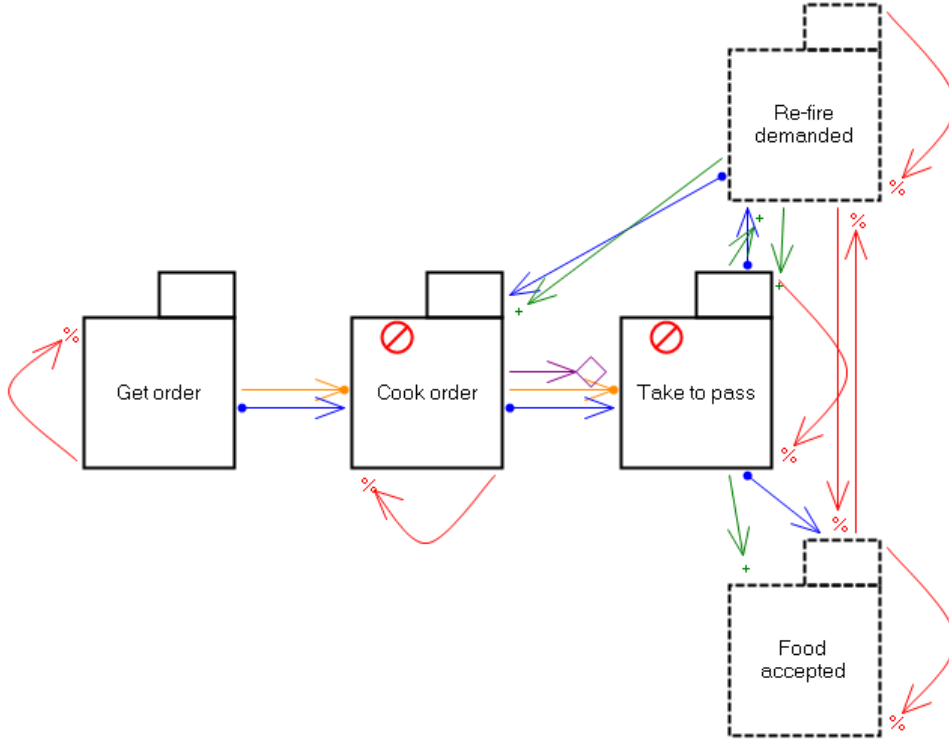 Re-fire
demanded
%
%
+
+
+
%
Get order
Cook order
Take to pass
%
%
%
+
Food
accepted
%